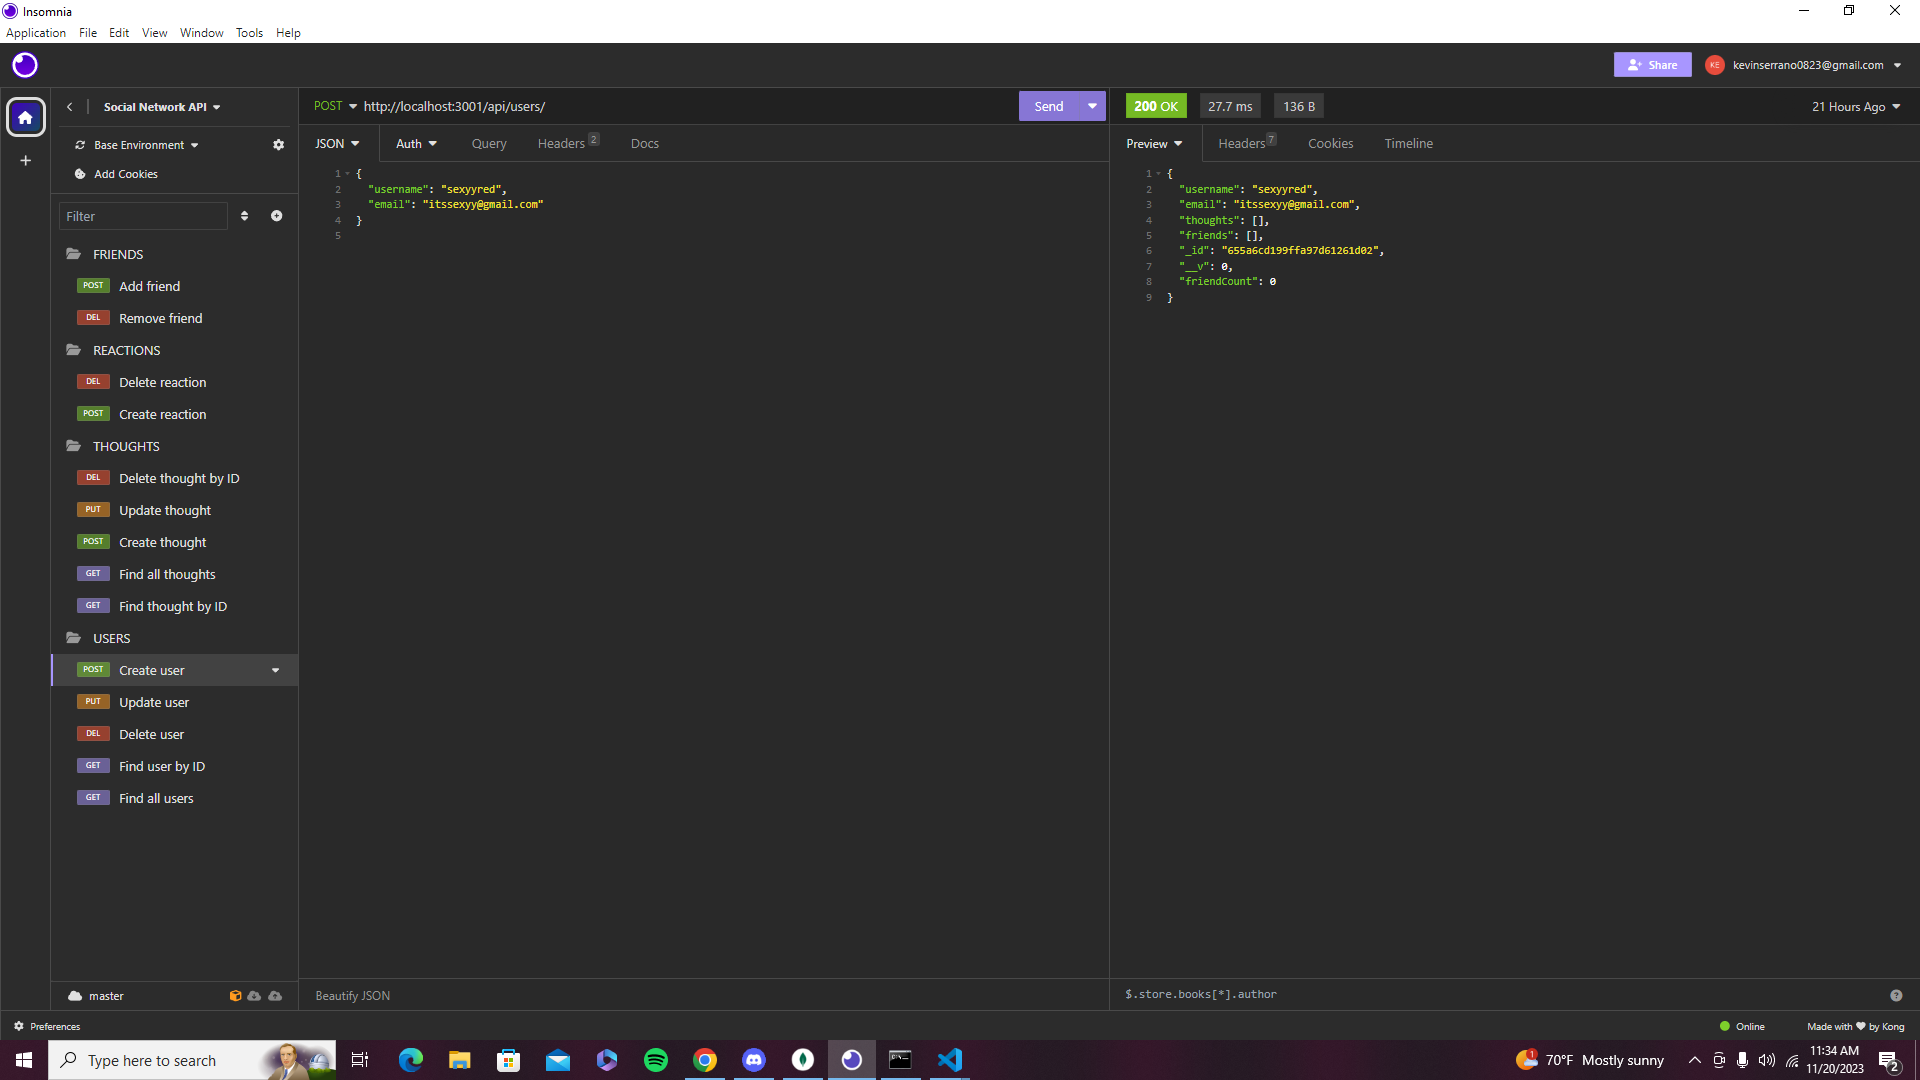 Insomnia
Application File Edit View Window Tools Help
Share KE kevinserrano0823@gmail.com
Social Network API
POST http://localhost:3001/api/users/ Send
200 OK 27.7 ms 136 B 21 Hours Ago
Base Environment
Add Cookies
JSON Auth Query Headers 2 Docs
Preview Headers 7 Cookies Timeline
Filter
FRIENDS
POST Add friend
DEL Remove friend
REACTIONS
DEL Delete reaction
POST Create reaction
THOUGHTS
DEL Delete thought by ID
PUT Update thought
POST Create thought
GET Find all thoughts
GET Find thought by ID
USERS
POST Create user
PUT Update user
DEL Delete user
GET Find user by ID
GET Find all users
1 {
2 "username": "sexyyred",
3 "email": "itssexyy@gmail.com"
4 }
5
1 {
2 "username": "sexyyred",
3 "email": "itssexyy@gmail.com",
4 "thoughts": [],
5 "friends": [],
6 "_id": "655a6cd199ffa97d61261d02",
7 "__v": 0,
8 "friendCount": 0
9 }
master
Beautify JSON
$.store.books[*].author
Preferences
Online Made with ❤ by Kong
Type here to search
1 70°F Mostly sunny
11:34 AM
11/20/2023
2